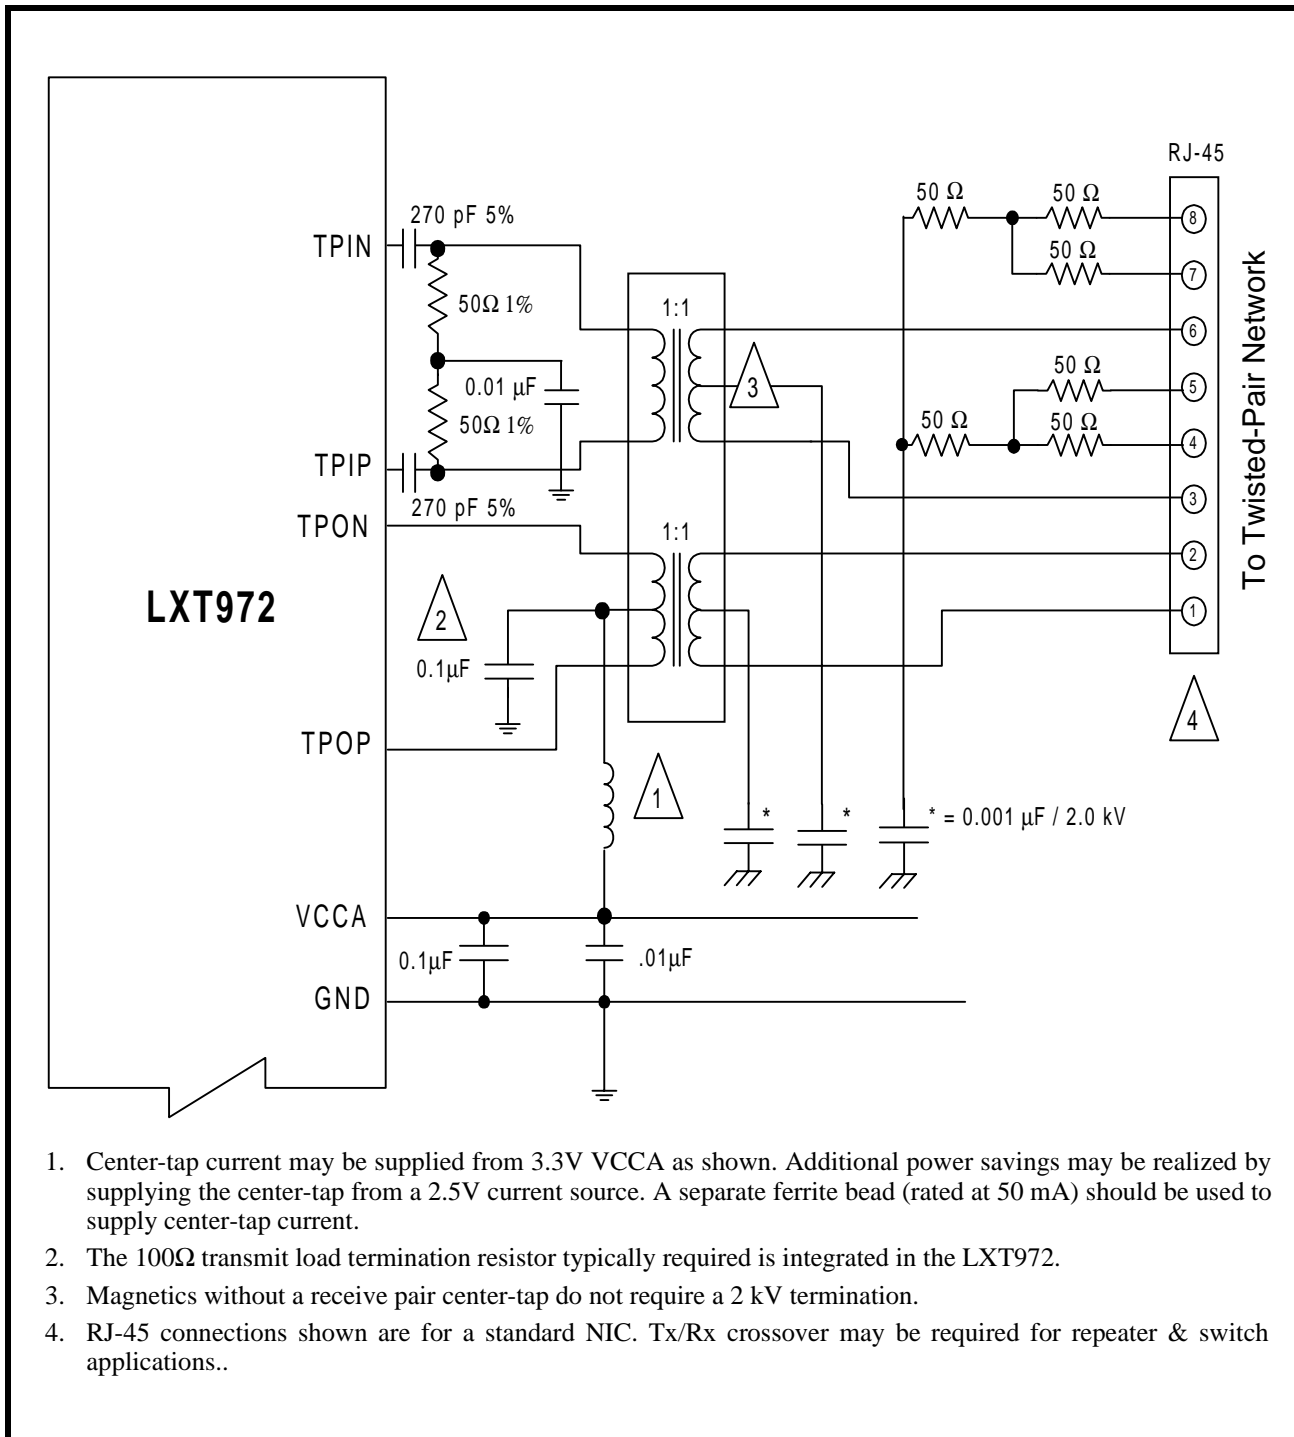 RJ-45
50 Ω
50 Ω
8
270 pF 5%
TPIN
50 Ω
7
50Ω 1%
1:1
6
To Twisted-Pair Network
3
50 Ω
5
0.01 µF
50Ω 1%
50 Ω
50 Ω
4
TPIP
270 pF 5%
3
TPON
1:1
2
LXT972
2
1
0.1µF
4
TPOP
1
*
*
* = 0.001 µF / 2.0 kV
VCCA
0.1µF
.01µF
GND
1. Center-tap current may be supplied from 3.3V VCCA as shown. Additional power savings may be realized by
supplying the center-tap from a 2.5V current source. A separate ferrite bead (rated at 50 mA) should be used to
supply center-tap current.
2. The 100Ω transmit load termination resistor typically required is integrated in the LXT972.
3. Magnetics without a receive pair center-tap do not require a 2 kV termination.
4. RJ-45 connections shown are for a standard NIC. Tx/Rx crossover may be required for repeater & switch
applications..